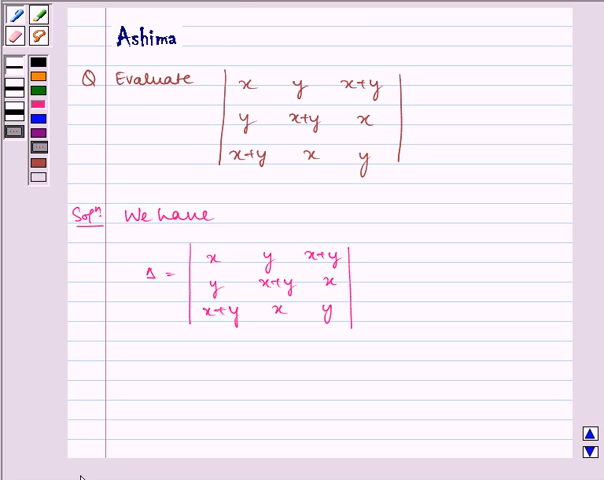 Ashima
Q Evaluate | x y x+y |
| y x+y x |
| x+y x y |
Solⁿ We have
Δ = | x y x+y |
| y x+y x |
| x+y x y |